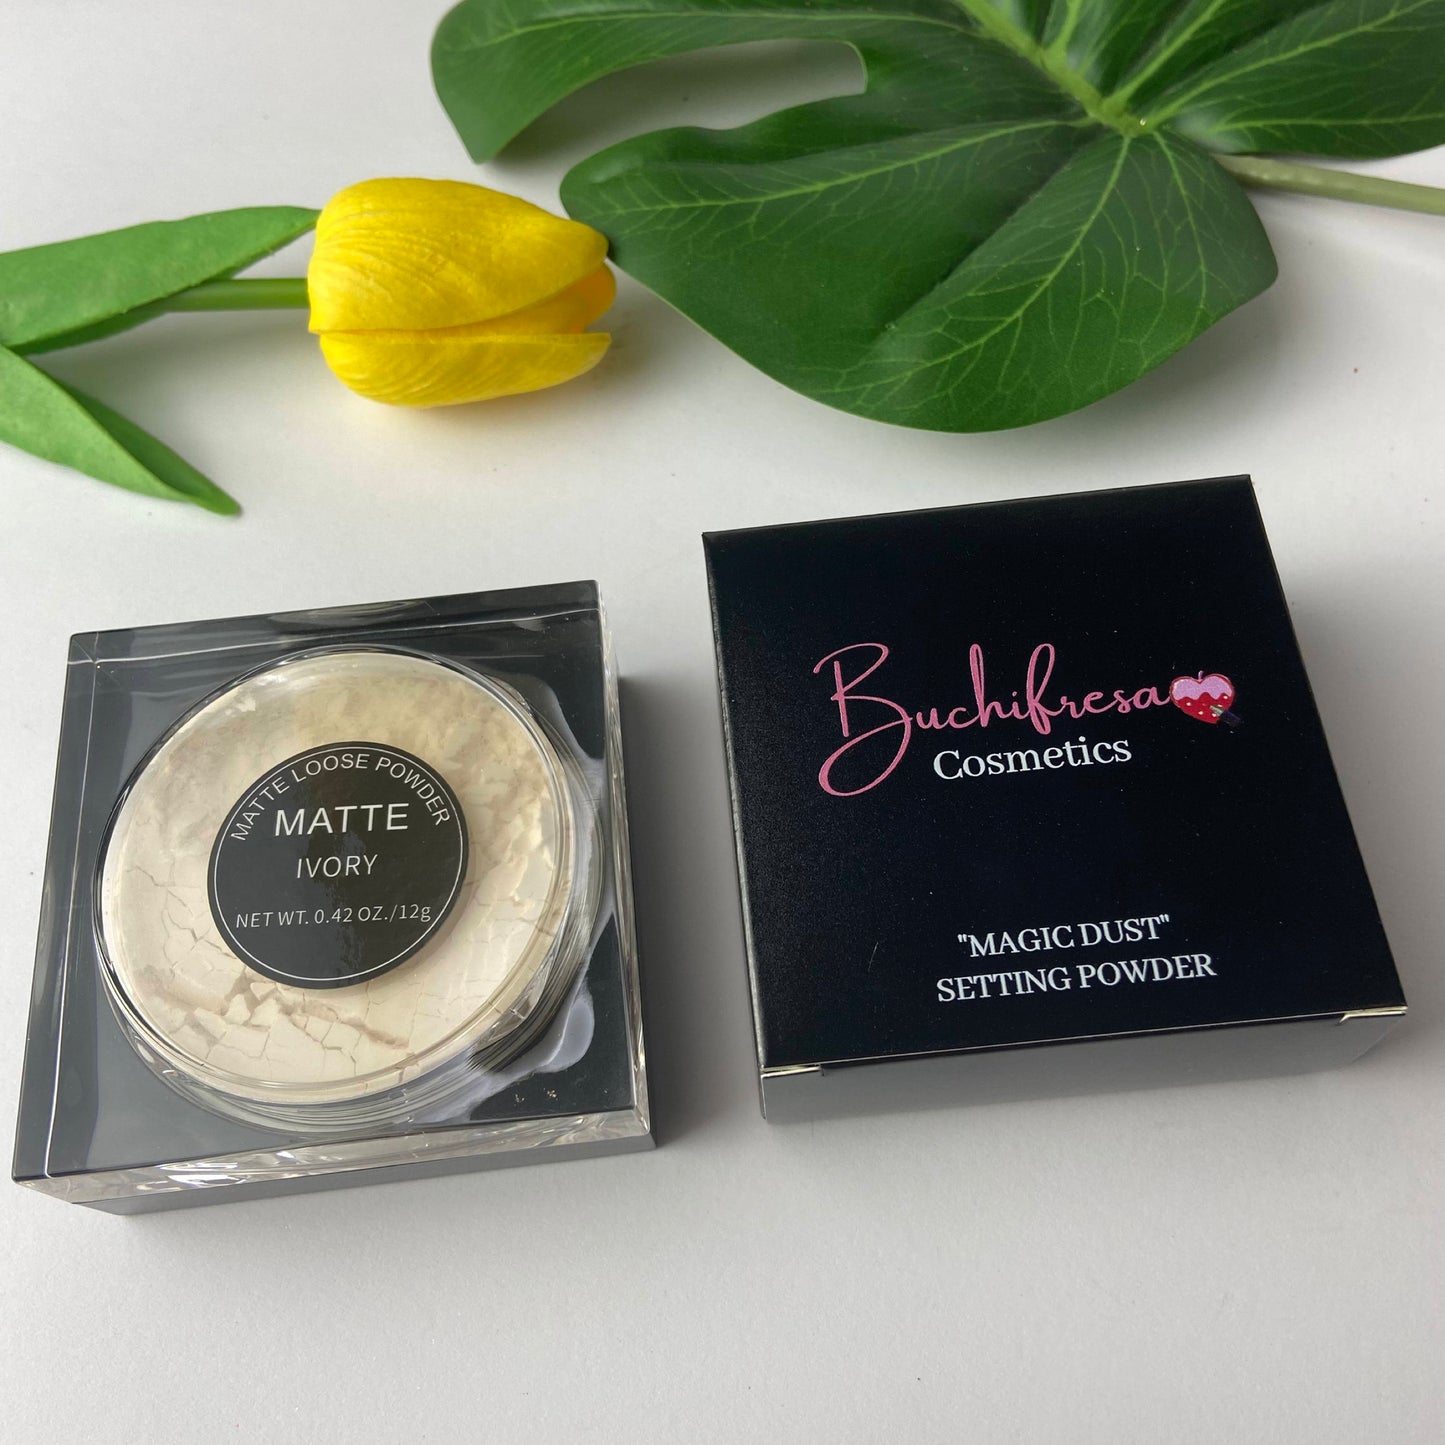 MATTE LOOSE POWDER
MATTE
IVORY
NET WT. 0.42 OZ./12g
Buchifresa
Cosmetics
"MAGIC DUST"
SETTING POWDER